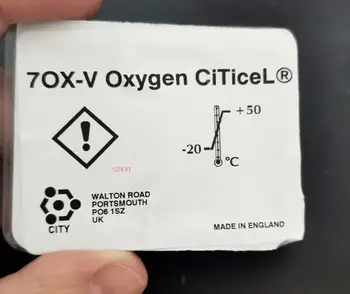 7OX-V Oxygen CiTiceL®
+50
-20
°C
WALTON ROAD
PORTSMOUTH
PO6 1SZ
UK
CITY
MADE IN ENGLAND